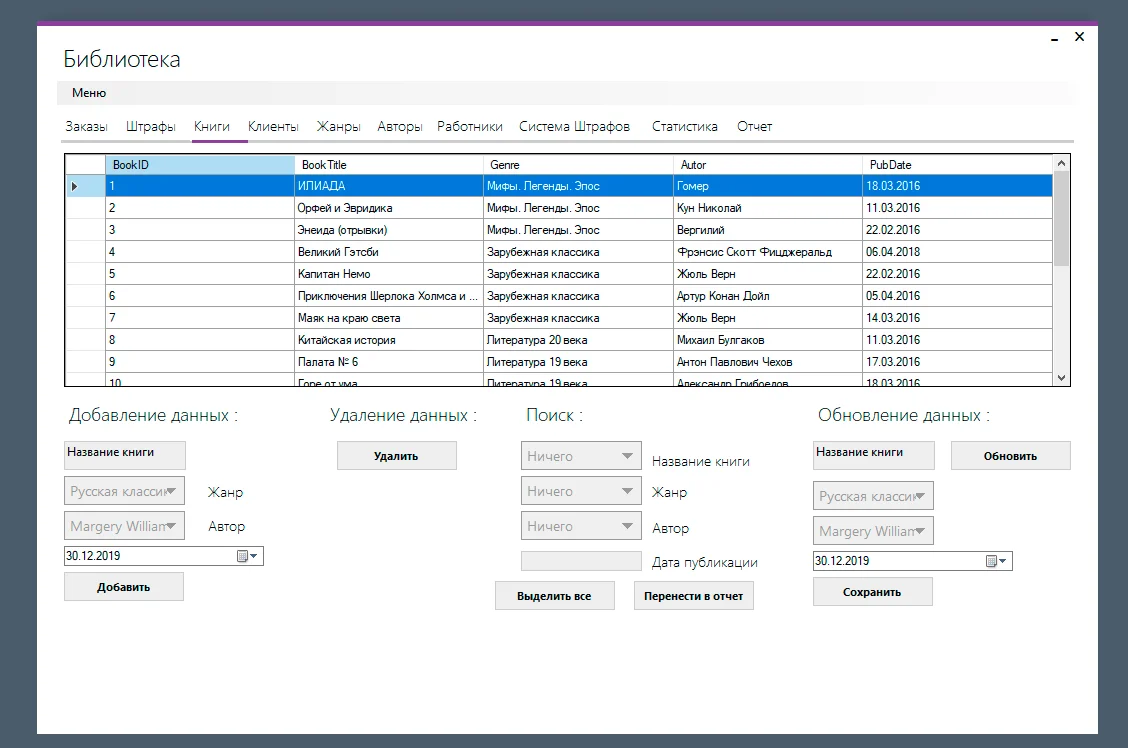 Библиотека
Меню
Заказы Штрафы Книги Клиенты Жанры Авторы Работники Система Штрафов Статистика Отчет
BookID BookTitle Genre Autor PubDate
1 ИЛИАДА Мифы. Легенды. Эпос Гомер 18.03.2016
2 Орфей и Эвридика Мифы. Легенды. Эпос Кун Николай 11.03.2016
3 Энеида (отрывки) Мифы. Легенды. Эпос Вергилий 22.02.2016
4 Великий Гэтсби Зарубежная классика Фрэнсис Скотт Фицджеральд 06.04.2018
5 Капитан Немо Зарубежная классика Жюль Верн 22.02.2016
6 Приключения Шерлока Холмса и ... Зарубежная классика Артур Конан Дойл 05.04.2016
7 Маяк на краю света Зарубежная классика Жюль Верн 14.03.2016
8 Китайская история Литература 20 века Михаил Булгаков 11.03.2016
9 Палата № 6 Литература 19 века Антон Павлович Чехов 17.03.2016
10 Горе от ума Литература 19 века Александр Грибоедов 18.03.2016
Добавление данных : Удаление данных : Поиск : Обновление данных :
Название книги Удалить Ничего Название книги Название книги Обновить
Русская класси Жанр Ничего Жанр Русская класси
Margery William Автор Ничего Автор Margery William
30.12.2019 Дата публикации 30.12.2019
Добавить Выделить все Перенести в отчет Сохранить